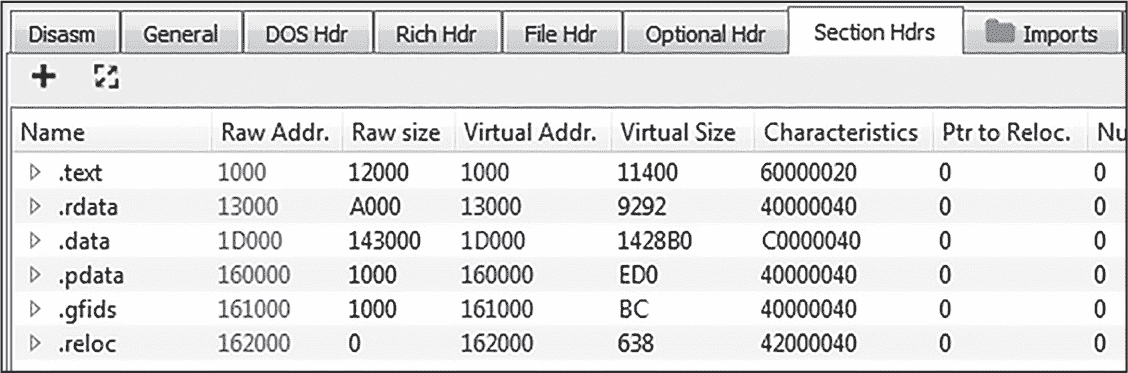 Disasm General DOS Hdr Rich Hdr File Hdr Optional Hdr Section Hdrs Imports
Name Raw Addr. Raw size Virtual Addr. Virtual Size Characteristics Ptr to Reloc. Nu
.text 1000 12000 1000 11400 60000020 0 0
.rdata 13000 A000 13000 9292 40000040 0 0
.data 1D000 143000 1D000 1428B0 C0000040 0 0
.pdata 160000 1000 160000 ED0 40000040 0 0
.gfids 161000 1000 161000 BC 40000040 0 0
.reloc 162000 0 162000 638 42000040 0 0